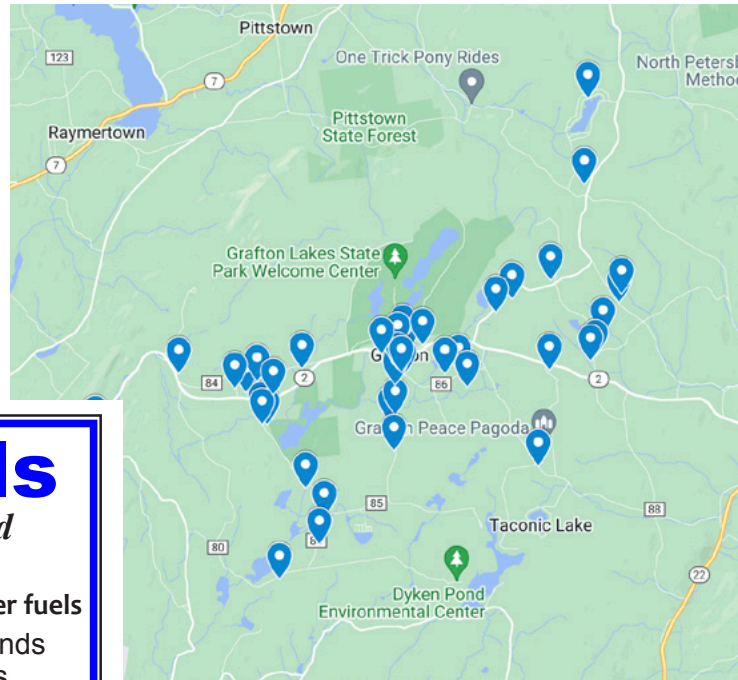 Pittstown
123
One Trick Pony Rides
North Petersb
Metho
7
Pittstown
State Forest
Raymertown
7
Grafton Lakes State
Park Welcome Center
84
2
86
2
Peace Pagoda
85
88
Taconic Lake
80
22
Dyken Pond
Environmental Center
ls
d
er fuels
nds
s